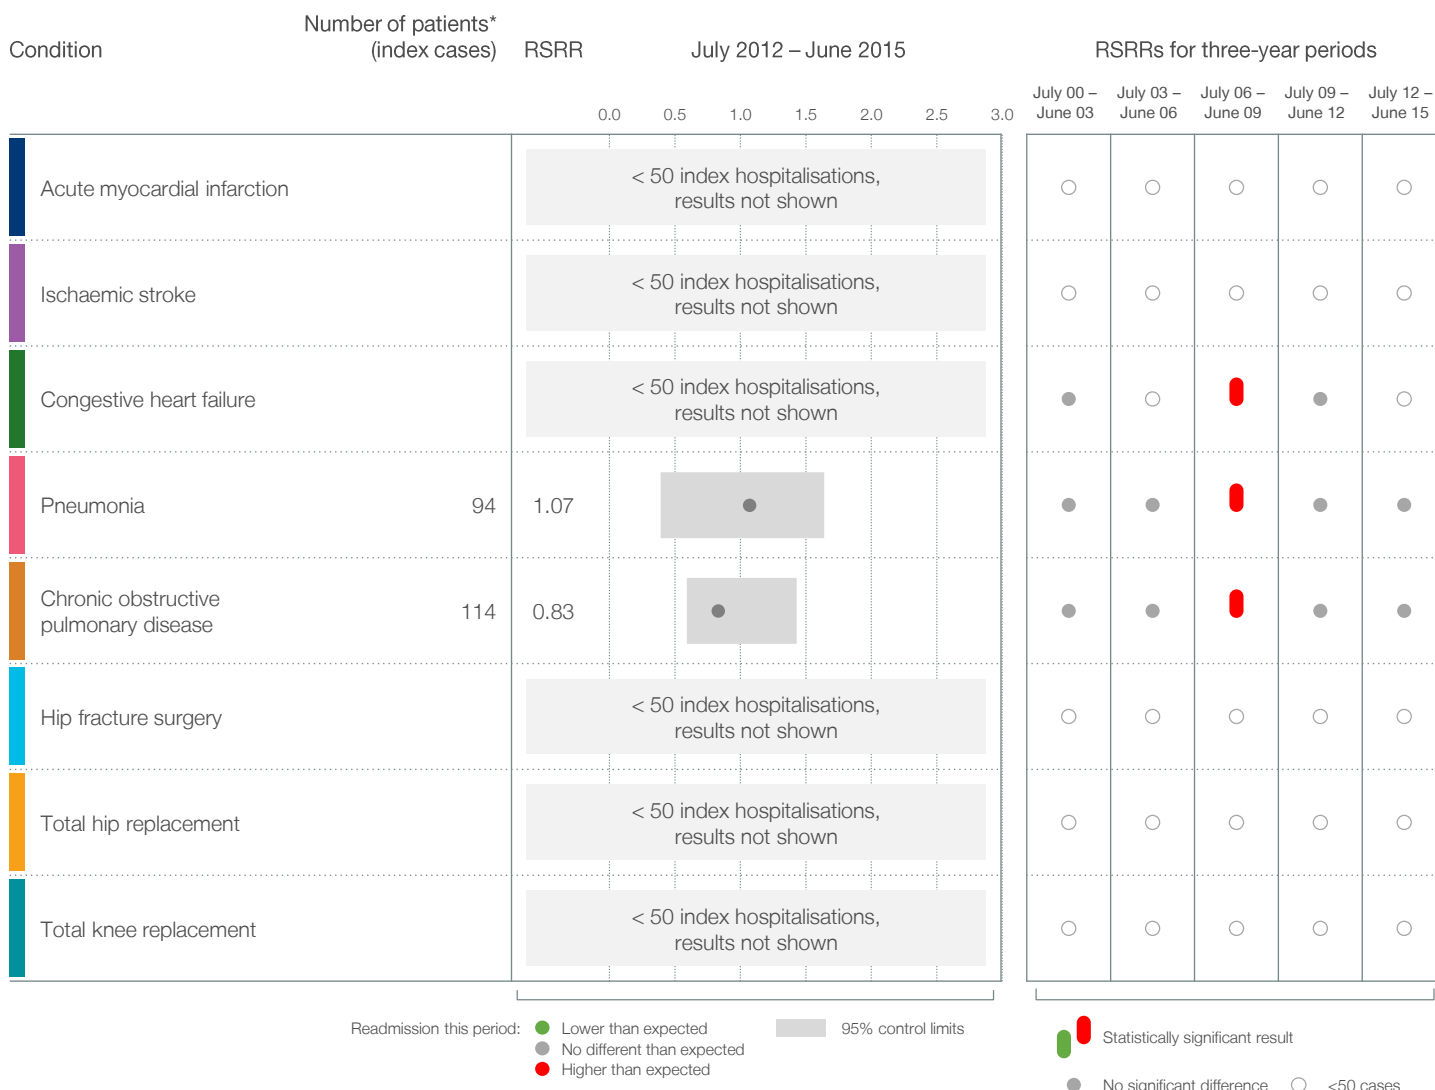 Condition
Number of patients*
(index cases)
RSRR
July 2012 – June 2015
RSRRs for three-year periods
0.0 0.5 1.0 1.5 2.0 2.5 3.0
July 00 –
June 03
July 03 –
June 06
July 06 –
June 09
July 09 –
June 12
July 12 –
June 15
Acute myocardial infarction
< 50 index hospitalisations,
results not shown
Ischaemic stroke
< 50 index hospitalisations,
results not shown
Congestive heart failure
< 50 index hospitalisations,
results not shown
Pneumonia 94 1.07
Chronic obstructive
pulmonary disease
114 0.83
Hip fracture surgery
< 50 index hospitalisations,
results not shown
Total hip replacement
< 50 index hospitalisations,
results not shown
Total knee replacement
< 50 index hospitalisations,
results not shown
Readmission this period:
Lower than expected
No different than expected
Higher than expected
95% control limits
Statistically significant result
No significant difference
<50 cases